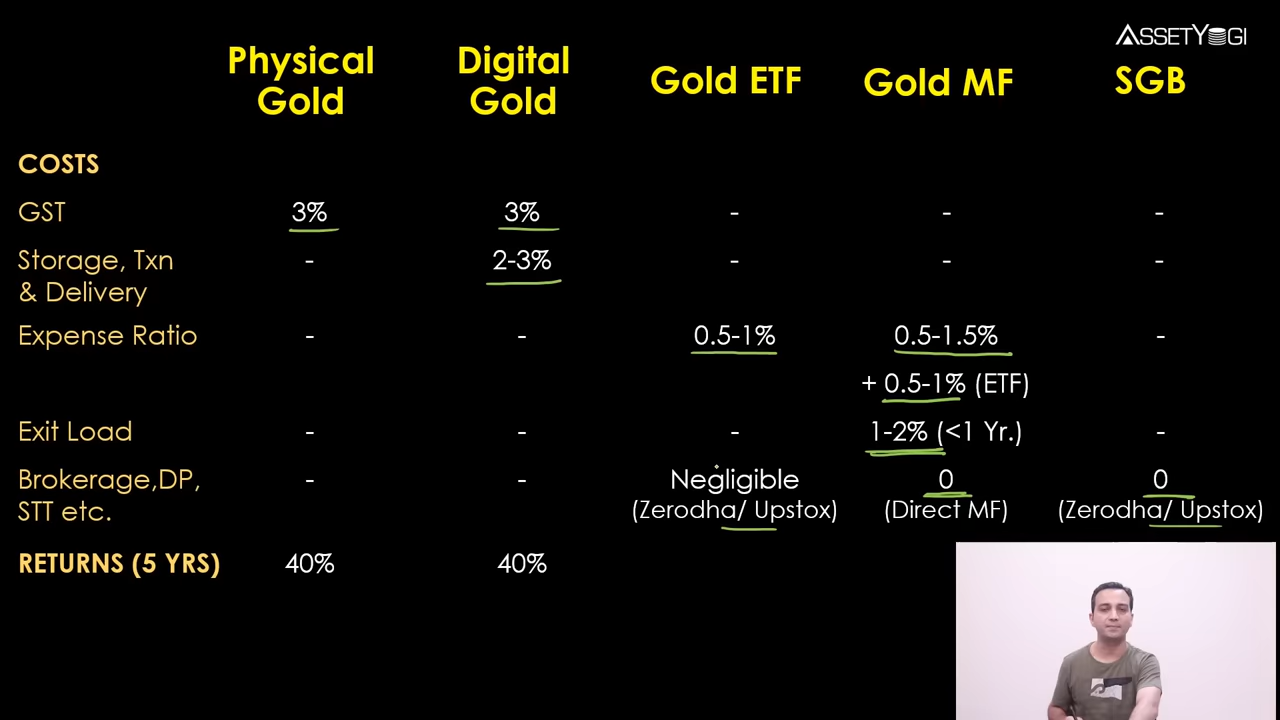 ASSETYOGI
Physical Gold
Digital Gold
Gold ETF
Gold MF
SGB
COSTS
GST 3% 3% - - -
Storage, Txn & Delivery - 2-3% - - -
Expense Ratio - - 0.5-1% 0.5-1.5% -
+ 0.5-1% (ETF)
Exit Load - - - 1-2% (<1 Yr.) -
Brokerage,DP, - - Negligible 0 0
STT etc. (Zerodha/ Upstox) (Direct MF) (Zerodha/ Upstox)
RETURNS (5 YRS) 40% 40%